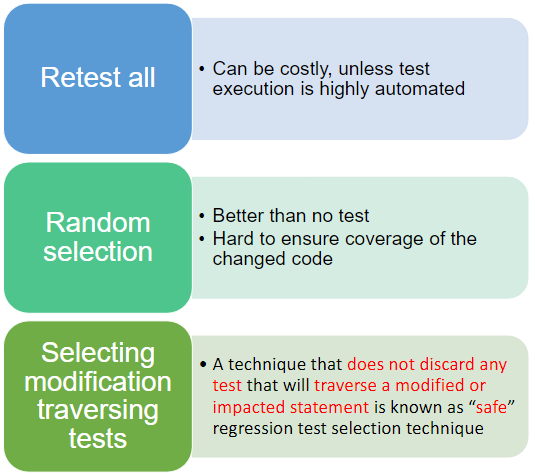 Retest all
• Can be costly, unless test
execution is highly automated
Random
selection
• Better than no test
• Hard to ensure coverage of the
changed code
Selecting
modification
traversing
tests
• A technique that does not discard any
test that will traverse a modified or
impacted statement is known as “safe”
regression test selection technique